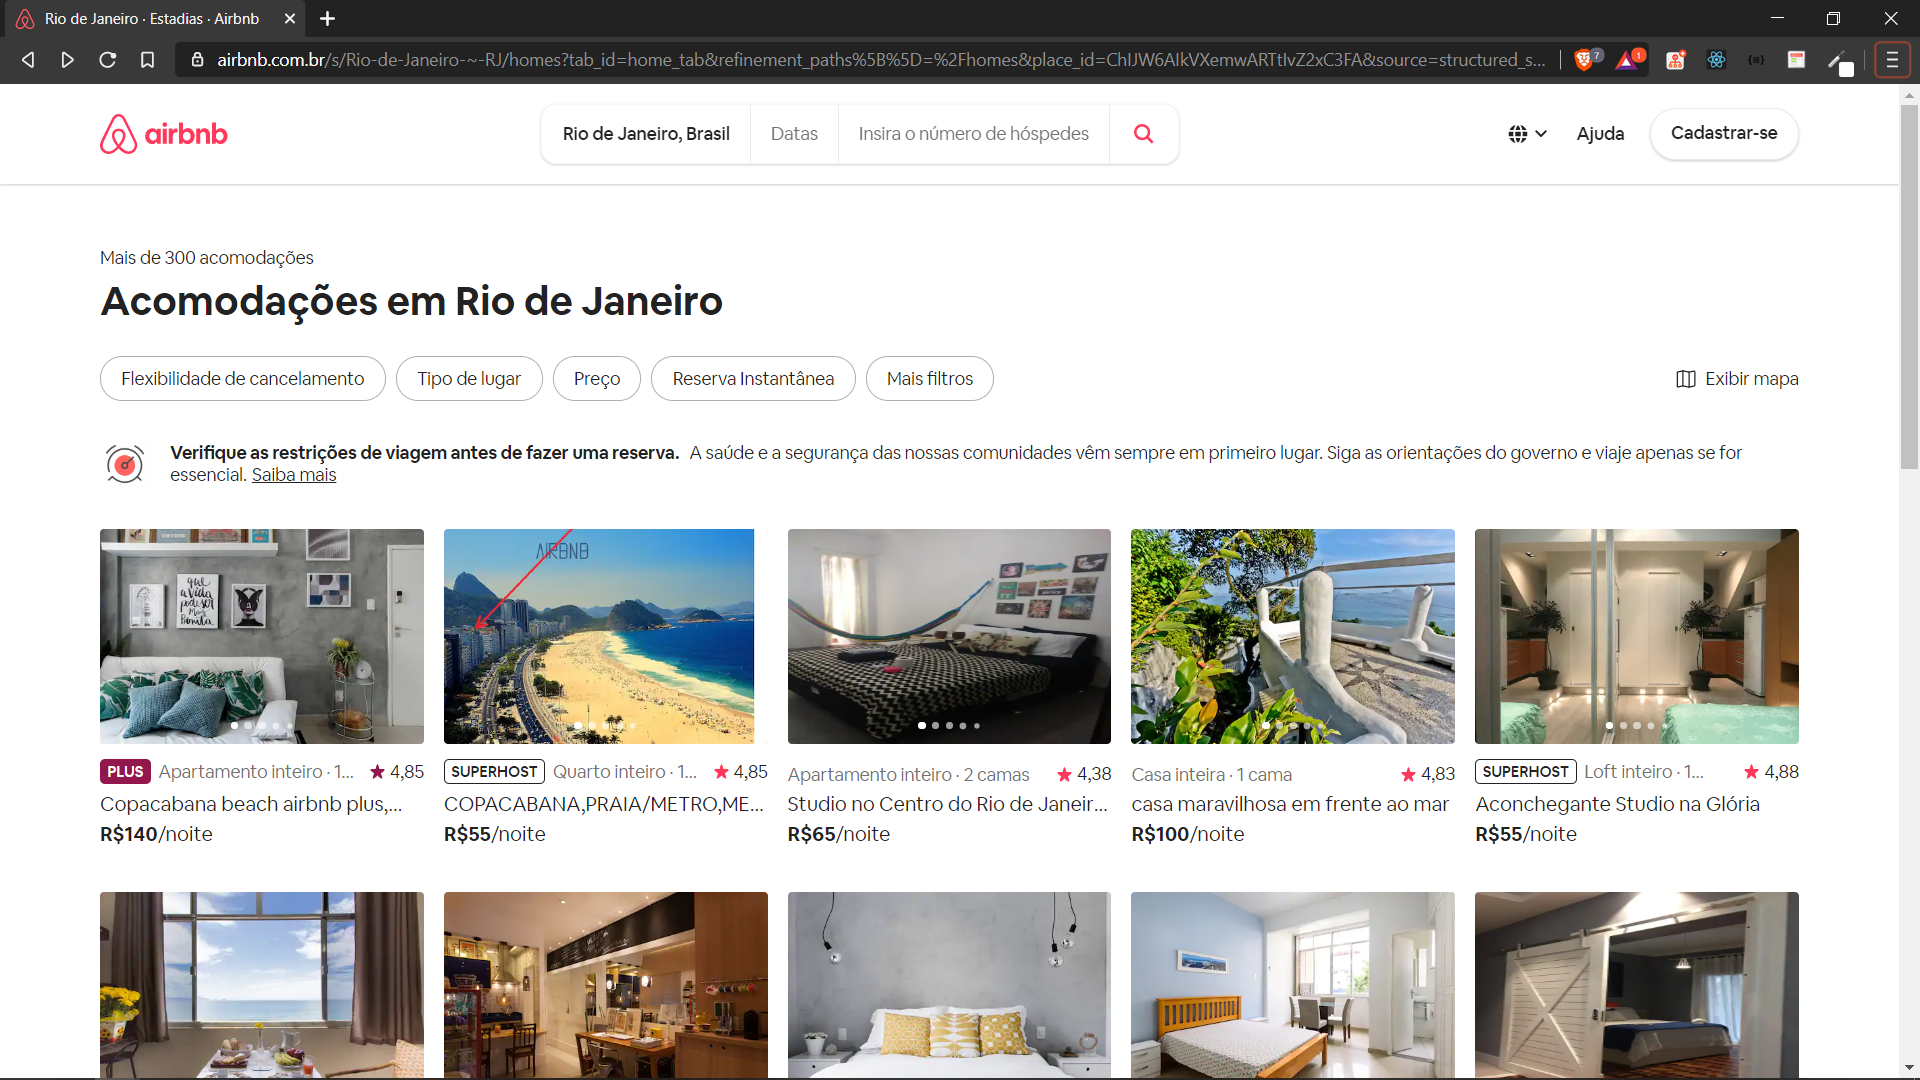 Rio de Janeiro · Estadias · Airbnb
airbnb.com.br/s/Rio-de-Janeiro-~-RJ/homes?tab_id=home_tab&refinement_paths%5B%5D=%2Fhomes&place_id=ChIJW6AIkVXemwARTtIvZ2xC3FA&source=structured_s...
7
1
airbnb
Rio de Janeiro, Brasil
Datas
Insira o número de hóspedes
Ajuda
Cadastrar-se
Mais de 300 acomodações
Acomodações em Rio de Janeiro
Flexibilidade de cancelamento
Tipo de lugar
Preço
Reserva Instantânea
Mais filtros
Exibir mapa
Verifique as restrições de viagem antes de fazer uma reserva. A saúde e a segurança das nossas comunidades vêm sempre em primeiro lugar. Siga as orientações do governo e viaje apenas se for
essencial. Saiba mais
que
a vida
pode ser
mais
bonita
AIRBNB
PLUS Apartamento inteiro · 1... 4,85
Copacabana beach airbnb plus,...
R$140/noite
SUPERHOST Quarto inteiro · 1... 4,85
COPACABANA,PRAIA/METRO,ME...
R$55/noite
Apartamento inteiro · 2 camas 4,38
Studio no Centro do Rio de Janeir...
R$65/noite
Casa inteira · 1 cama 4,83
casa maravilhosa em frente ao mar
R$100/noite
SUPERHOST Loft inteiro · 1... 4,88
Aconchegante Studio na Glória
R$55/noite